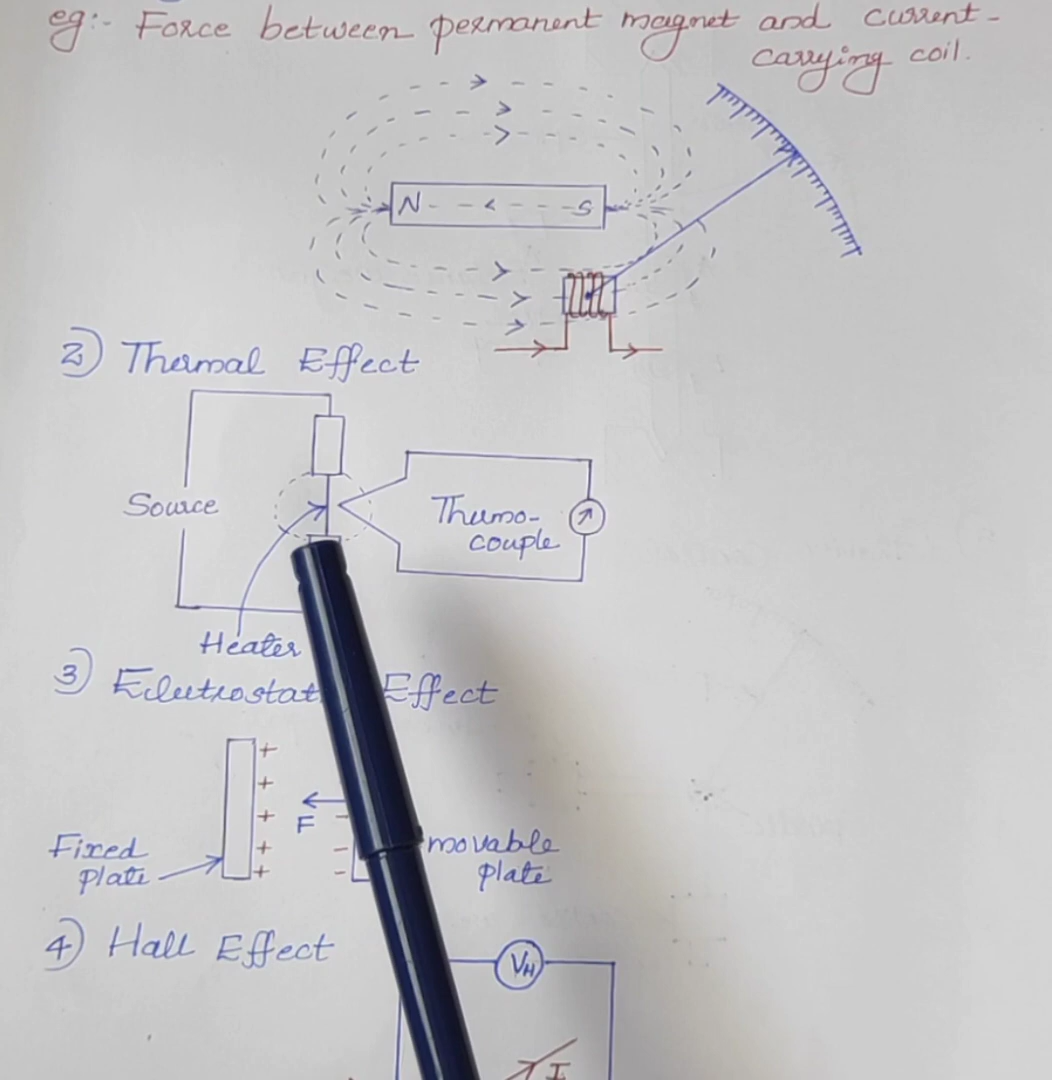 eg:- Force between permanent magnet and current-
carrying coil.
N S
2) Thermal Effect
Source
Thermo-
couple
Heater
3) Eelectrostat Effect
+
+
+
F
-
Fixed
plate
+
-
+
-
movable
plate
4) Hall Effect
VH
I